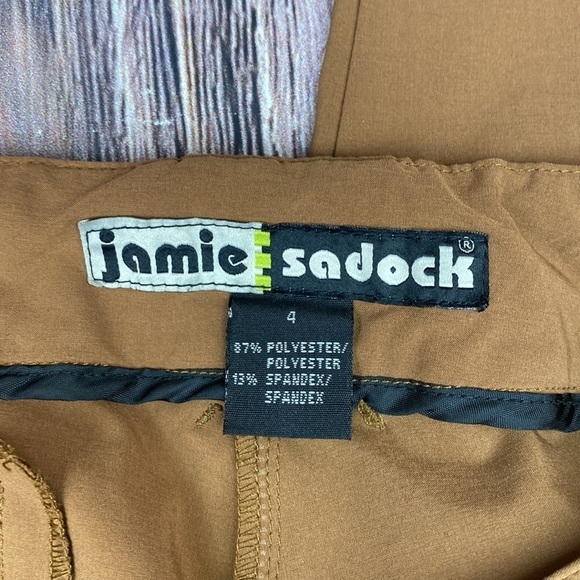 jamie sadock®
4
87% POLYESTER/
POLYESTER
13% SPANDEX/
SPANDEX